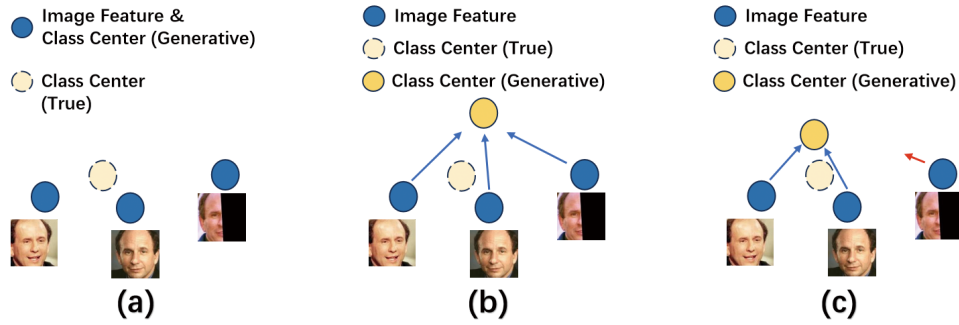 Image Feature &
Class Center (Generative)
Class Center
(True)
(a)
Image Feature
Class Center (True)
Class Center (Generative)
(b)
Image Feature
Class Center (True)
Class Center (Generative)
(c)